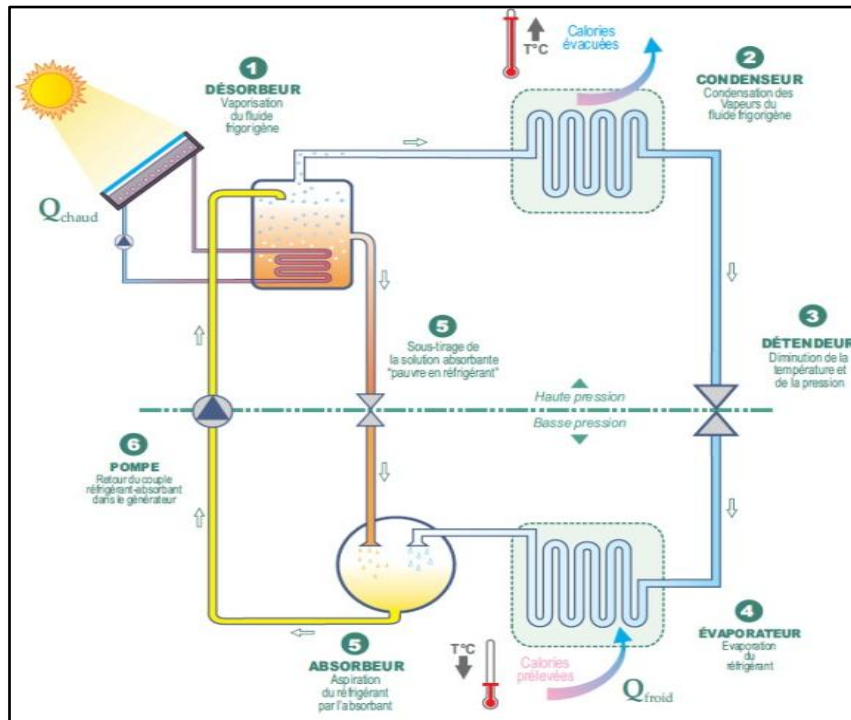 1
DÉSORBEUR
Vaporisation
du fluide
frigorigène
T°C
Calories
évacuées
2
CONDENSEUR
Condensation des
Vapeurs du
fluide frigorigène
Qchaud
5
Sous-tirage de
la solution absorbante
"pauvre en réfrigérant"
3
DÉTENDEUR
Diminution de la
température et
de la pression
Haute pression
Basse pression
6
POMPE
Retour du couple
réfrigérant-absorbant
dans le générateur
5
ABSORBEUR
Aspiration
du réfrigérant
par l'absorbant
T°C
Calories
prélevées
Qfroid
4
ÉVAPORATEUR
Evaporation
du
réfrigérant